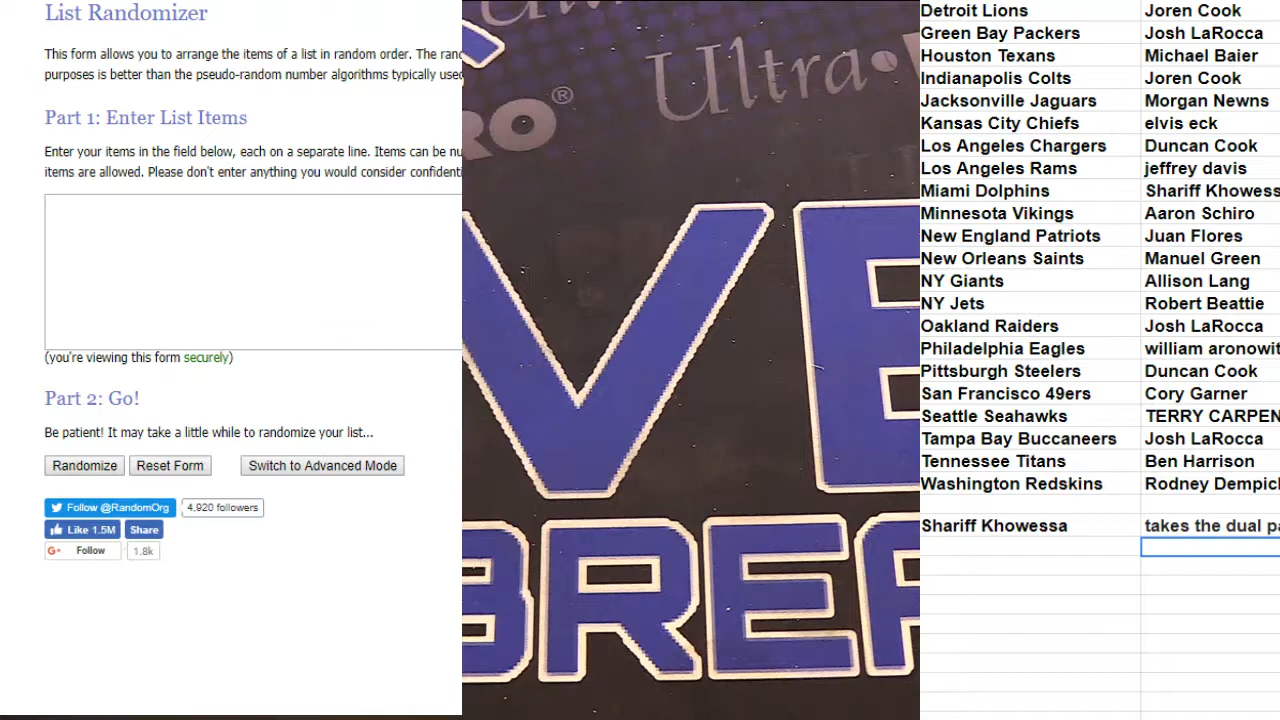 List Randomizer
This form allows you to arrange the items of a list in random order. The
purposes is better than the pseudo-random number algorithms typically used
Part 1: Enter List Items
Enter your items in the field below, each on a separate line. Items can be
items are allowed. Please don't enter anything you would consider
(you're viewing this form securely)
Part 2: Go!
Be patient! It may take a little while to randomize your list...
Randomize Reset Form Switch to Advanced Mode
Follow @RandomOrg 4,920 followers
Like 1.5M Share
G+ Follow 1.8k
RO®
Ultra
VE
BREA
Detroit Lions Joren Cook
Green Bay Packers Josh LaRocca
Houston Texans Michael Baier
Indianapolis Colts Joren Cook
Jacksonville Jaguars Morgan Newns
Kansas City Chiefs elvis eck
Los Angeles Chargers Duncan Cook
Los Angeles Rams jeffrey davis
Miami Dolphins Shariff Khowess
Minnesota Vikings Aaron Schiro
New England Patriots Juan Flores
New Orleans Saints Manuel Green
NY Giants Allison Lang
NY Jets Robert Beattie
Oakland Raiders Josh LaRocca
Philadelphia Eagles william aronowit
Pittsburgh Steelers Duncan Cook
San Francisco 49ers Cory Garner
Seattle Seahawks TERRY CARPEN
Tampa Bay Buccaneers Josh LaRocca
Tennessee Titans Ben Harrison
Washington Redskins Rodney Dempick
Shariff Khowessa takes the dual pa